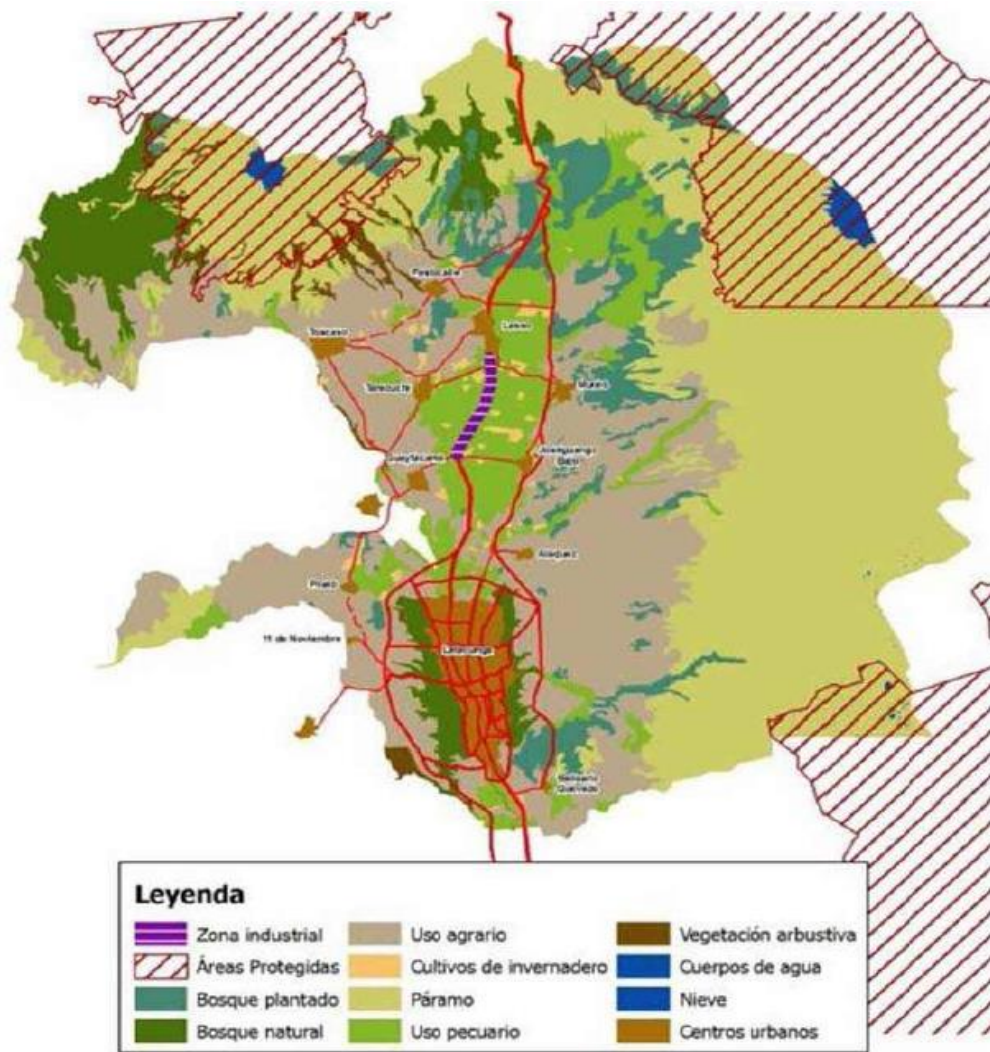 Pastocalle
Lasso
Toacaso
Tanicuchi
Mulalo
Guaytacama
Joseguango
Bajo
Alaquez
Poalo
11 de Noviembre
Latacunga
Belisario
Quevedo
Leyenda
Zona industrial
Uso agrario
Vegetación arbustiva
Áreas Protegidas
Cultivos de invernadero
Cuerpos de agua
Bosque plantado
Páramo
Nieve
Bosque natural
Uso pecuario
Centros urbanos